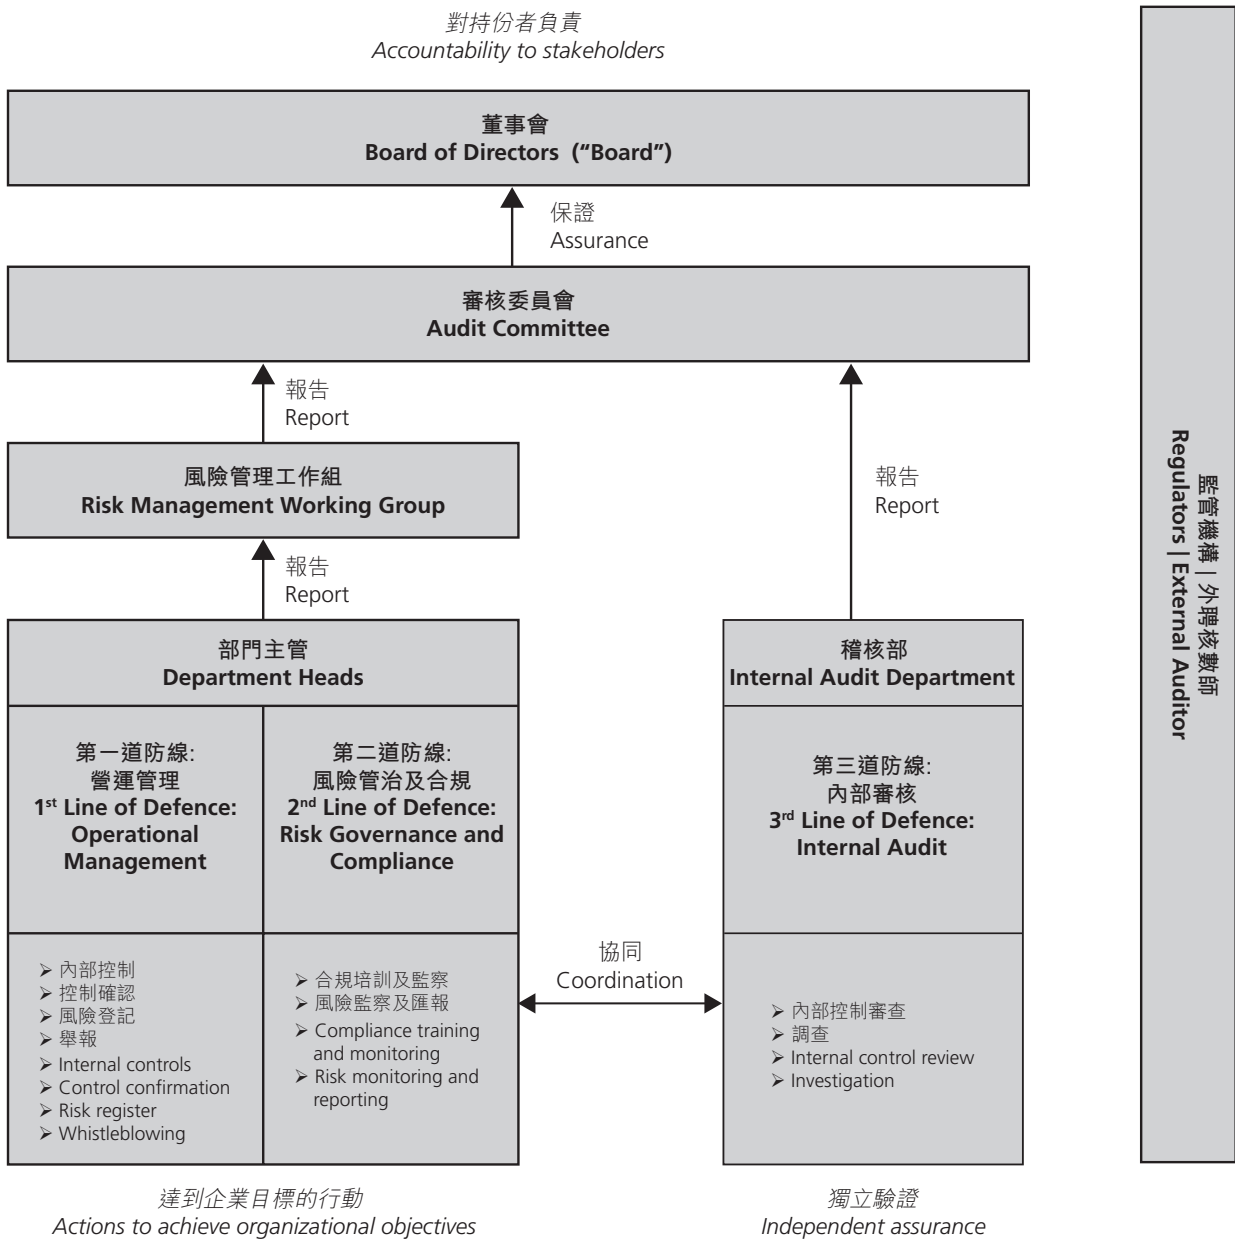 對持份者負責
Accountability to stakeholders
董事會
Board of Directors ("Board")
保證
Assurance
審核委員會
Audit Committee
報告
Report
風險管理工作組
Risk Management Working Group
報告
Report
報告
Report
部門主管
Department Heads
第一道防線:
營運管理
1st Line of Defence:
Operational
Management
第二道防線:
風險管治及合規
2nd Line of Defence:
Risk Governance and
Compliance
➢ 內部控制
➢ 控制確認
➢ 風險登記
➢ 舉報
➢ Internal controls
➢ Control confirmation
➢ Risk register
➢ Whistleblowing
➢ 合規培訓及監察
➢ 風險監察及匯報
➢ Compliance training
and monitoring
➢ Risk monitoring and
reporting
協同
Coordination
稽核部
Internal Audit Department
第三道防線:
內部審核
3rd Line of Defence:
Internal Audit
➢ 內部控制審查
➢ 調查
➢ Internal control review
➢ Investigation
達到企業目標的行動
Actions to achieve organizational objectives
獨立驗證
Independent assurance
監管機構 | 外聘核數師
Regulators | External Auditor